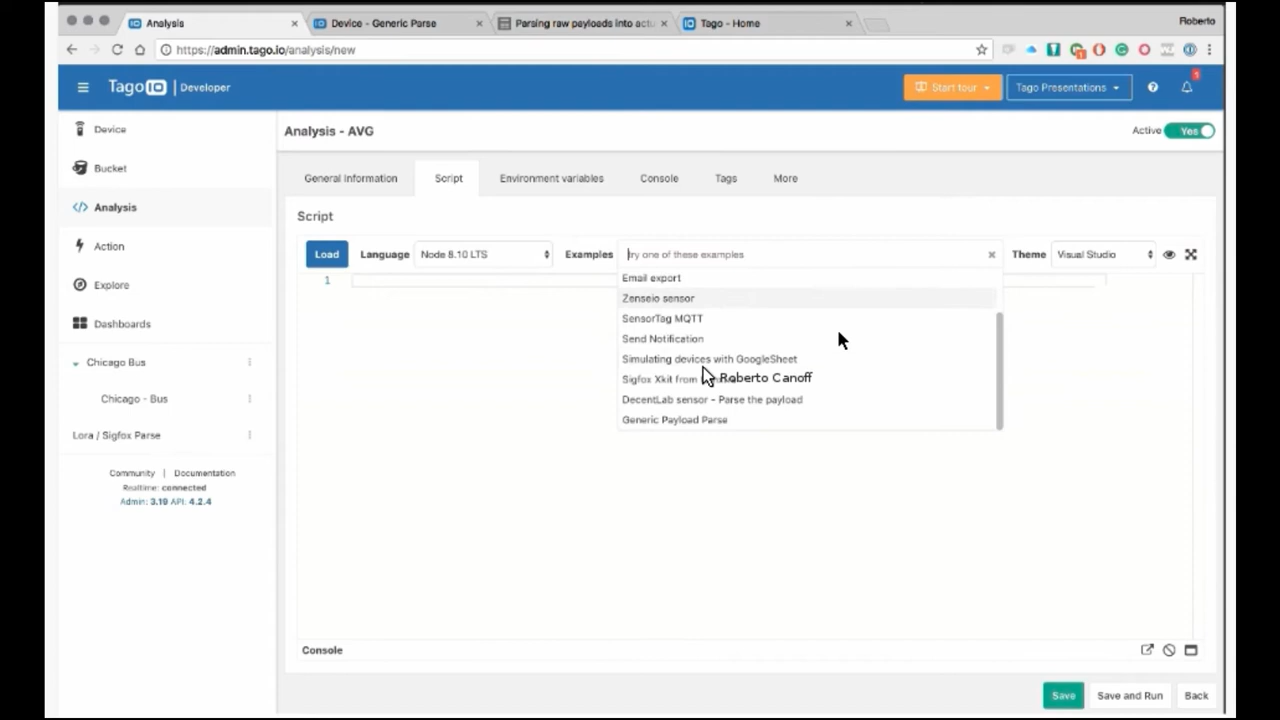 Analysis
Device - Generic Parse
Parsing raw payloads into actu
Tago - Home
Roberto
https://admin.tago.io/analysis/new
Tago IO | Developer
Start tour
Tago Presentations
Device
Bucket
Analysis
Action
Explore
Dashboards
Chicago Bus
Chicago - Bus
Lora / Sigfox Parse
Community | Documentation
Realtime: connected
Admin: 3.19 API: 4.2.4
Analysis - AVG
Active Yes
General Information
Script
Environment variables
Console
Tags
More
Script
Load
Language
Node 8.10 LTS
Examples
try one of these examples
Theme
Visual Studio
1
Email export
Zenseio sensor
SensorTag MQTT
Send Notification
Simulating devices with GoogleSheet
Sigfox Xkit from
Roberto Canoff
DecentLab sensor - Parse the payload
Generic Payload Parse
Console
Save
Save and Run
Back